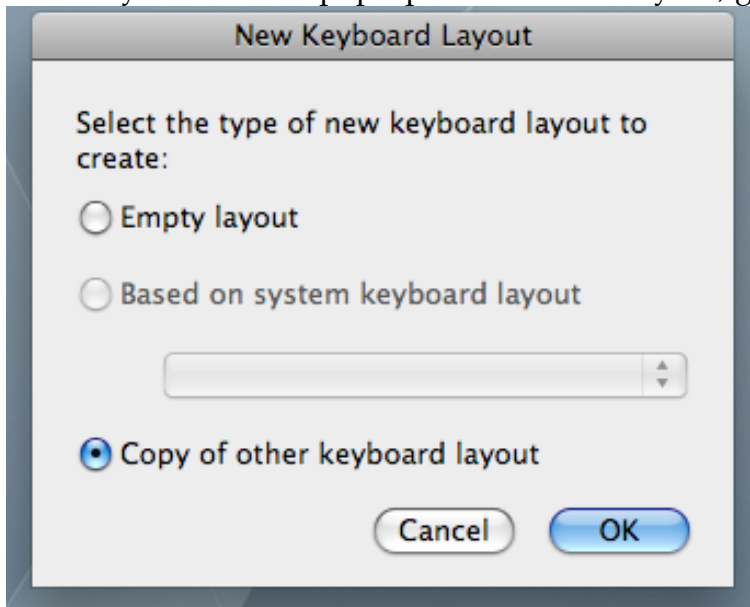 New Keyboard Layout
Select the type of new keyboard layout to
create:
Empty layout
Based on system keyboard layout
Copy of other keyboard layout
Cancel OK